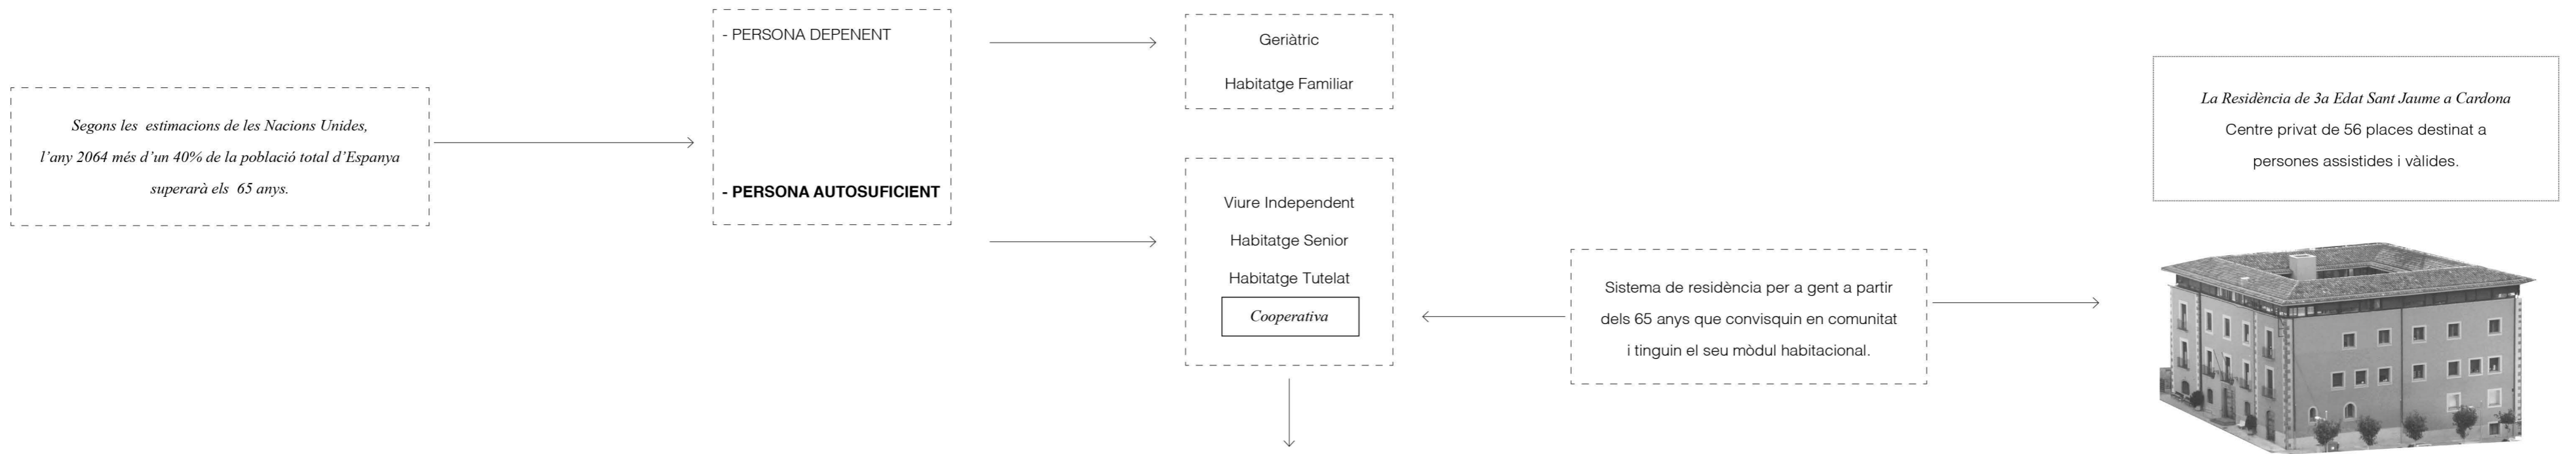 Segons les estimacions de les Nacions Unides,
l'any 2064 més d'un 40% de la població total d'Espanya
superarà els 65 anys.
- PERSONA DEPENENT
- PERSONA AUTOSUFICIENT
Geriàtric
Habitatge Familiar
Viure Independent
Habitatge Senior
Habitatge Tutelat
Cooperativa
Sistema de residència per a gent a partir
dels 65 anys que convisquin en comunitat
i tinguin el seu mòdul habitacional.
La Residència de 3a Edat Sant Jaume a Cardona
Centre privat de 56 places destinat a
persones assistides i vàlides.